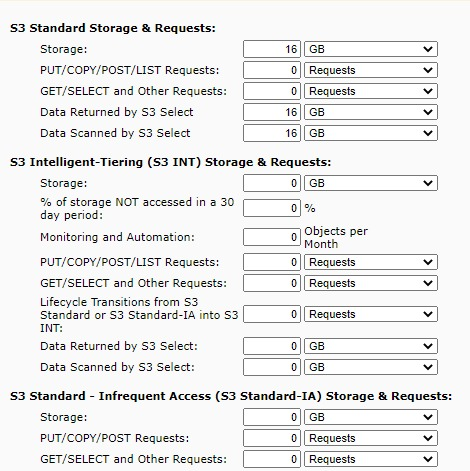 S3 Standard Storage & Requests:
Storage: 16 GB
PUT/COPY/POST/LIST Requests: 0 Requests
GET/SELECT and Other Requests: 0 Requests
Data Returned by S3 Select 16 GB
Data Scanned by S3 Select 16 GB
S3 Intelligent-Tiering (S3 INT) Storage & Requests:
Storage: 0 GB
% of storage NOT accessed in a 30
day period: 0 %
Monitoring and Automation: 0 Objects per
Month
PUT/COPY/POST/LIST Requests: 0 Requests
GET/SELECT and Other Requests: 0 Requests
Lifecycle Transitions from S3
Standard or S3 Standard-IA into S3 0 Requests
INT:
Data Returned by S3 Select: 0 GB
Data Scanned by S3 Select: 0 GB
S3 Standard - Infrequent Access (S3 Standard-IA) Storage & Requests:
Storage: 0 GB
PUT/COPY/POST Requests: 0 Requests
GET/SELECT and Other Requests: 0 Requests